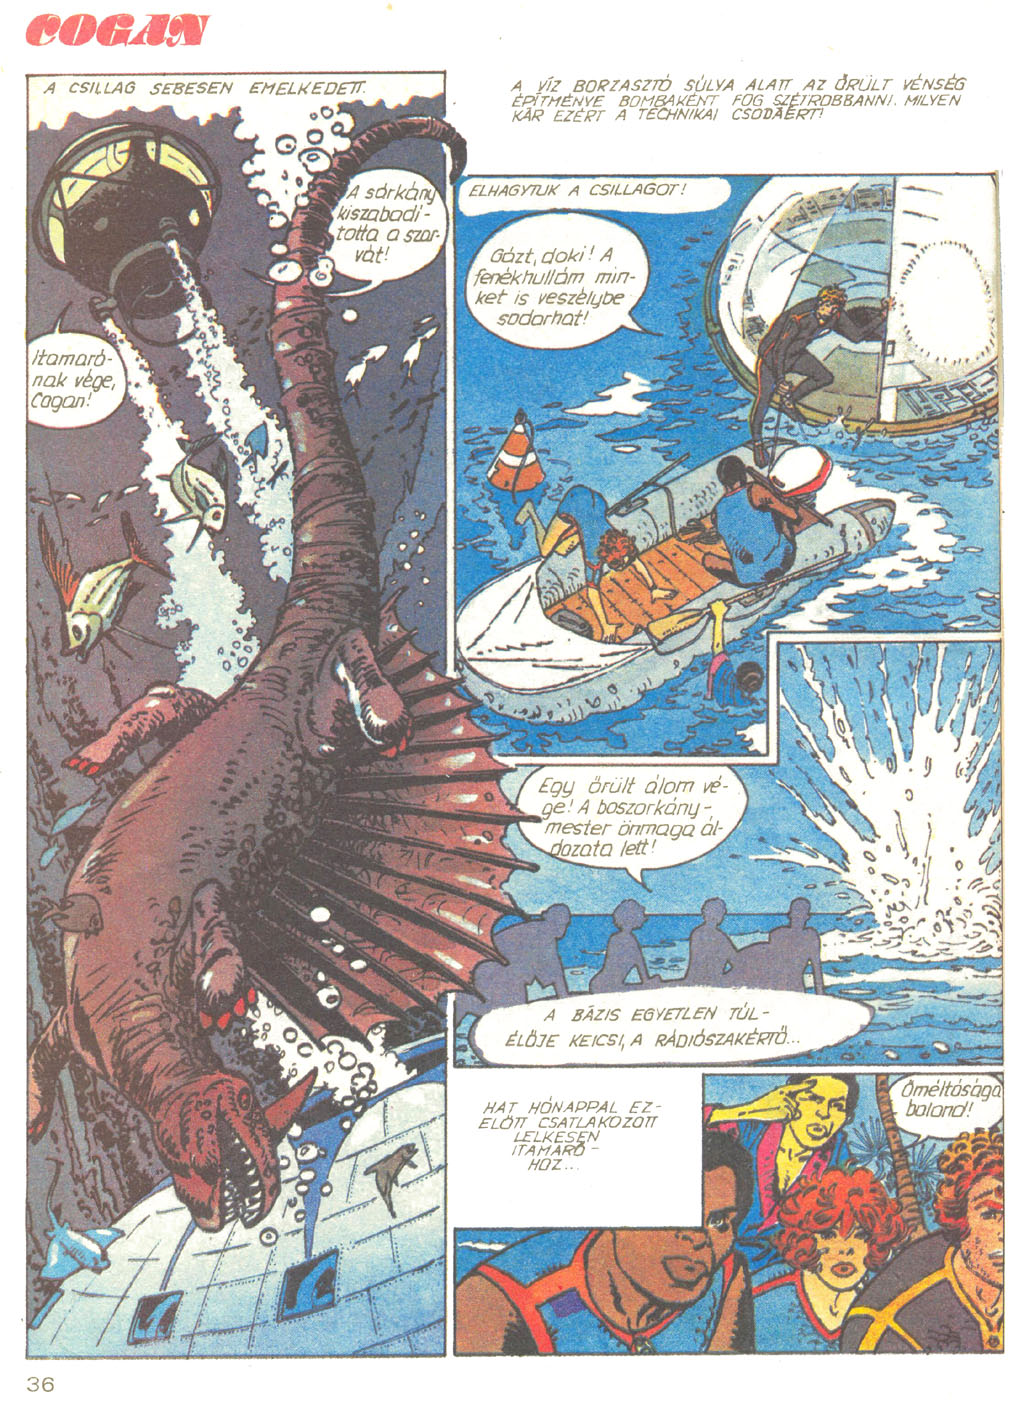 COGAN
A CSILLAG SEBESEN EMELKEDETT.
A VÍZ BORZASZTÓ SÚLYA ALATT AZ ŐRÜLT VÉNSÉG
ÉPÍTMÉNYE BOMBAKÉNT FOG SZÉTROBBANNI. MILYEN
KÁR EZÉRT A TECHNIKAI CSODÁÉRT!
A sárkány
kiszabadí-
totta a szar-
vát!
Itamaró-
nak vége,
Cogan!
ELHAGYTUK A CSILLAGOT!
Gázt, doki! A
fenékhullám min-
ket is veszélybe
sodorhat!
Egy őrült álom vé-
ge! A boszorkány-
mester önmaga ál-
dozata lett!
A BÁZIS EGYETLEN TÚL-
ÉLŐJE KEICSI, A RÁDIÓSZAKÉRTŐ...
HAT HÓNAPPAL EZ-
ELŐTT CSATLAKOZOTT
LELKESEN
ITAMARÓ-
HOZ...
Őméltósága
bolond!
36